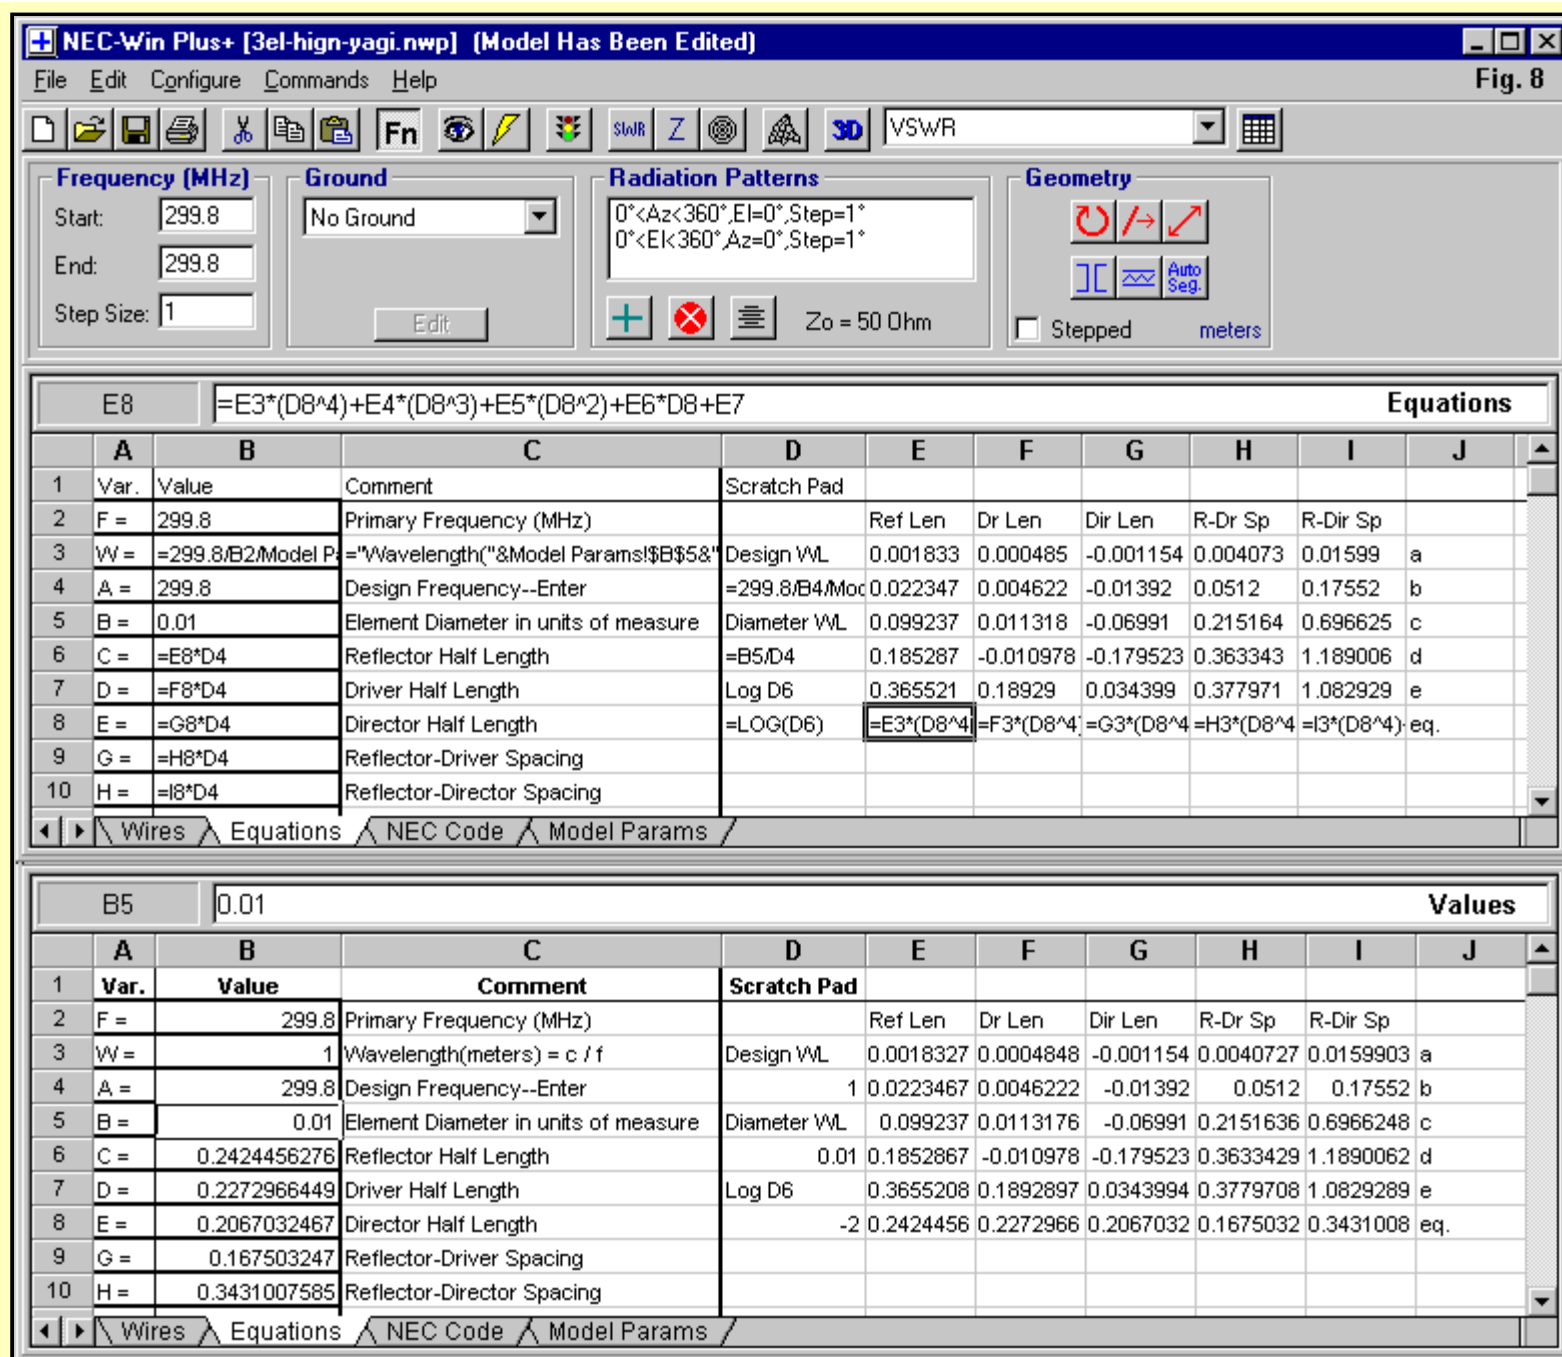 NEC-Win Plus+ [3el-hign-yagi.nwp] (Model Has Been Edited)
File Edit Configure Commands Help Fig. 8
Fn SWR Z 3D VSWR
Frequency (MHz) Ground Radiation Patterns Geometry
Start: 299.8 No Ground 0°<Az<360°,El=0°,Step=1°
0°<El<360°,Az=0°,Step=1°
End: 299.8 Auto Seg.
Step Size: 1 Edit Zo = 50 Ohm Stepped meters
E8 =E3*(D8^4)+E4*(D8^3)+E5*(D8^2)+E6*D8+E7 Equations
A B C D E F G H I J
1 Var. Value Comment Scratch Pad
2 F = 299.8 Primary Frequency (MHz) Ref Len Dr Len Dir Len R-Dr Sp R-Dir Sp
3 W = =299.8/B2/Model Pa ="Wavelength("&Model Params!$B$5&" Design WL 0.001833 0.000485 -0.001154 0.004073 0.01599 a
4 A = 299.8 Design Frequency--Enter =299.8/B4/Moc 0.022347 0.004622 -0.01392 0.0512 0.17552 b
5 B = 0.01 Element Diameter in units of measure Diameter WL 0.099237 0.011318 -0.06991 0.215164 0.696625 c
6 C = =E8*D4 Reflector Half Length =B5/D4 0.185287 -0.010978 -0.179523 0.363343 1.189006 d
7 D = =F8*D4 Driver Half Length Log D6 0.365521 0.18929 0.034399 0.377971 1.082929 e
8 E = =G8*D4 Director Half Length =LOG(D6) =E3*(D8^4 =F3*(D8^4) =G3*(D8^4 =H3*(D8^4 =I3*(D8^4)- eq.
9 G = =H8*D4 Reflector-Driver Spacing
10 H = =I8*D4 Reflector-Director Spacing
Wires Equations NEC Code Model Params
B5 0.01 Values
A B C D E F G H I J
1 Var. Value Comment Scratch Pad
2 F = 299.8 Primary Frequency (MHz) Ref Len Dr Len Dir Len R-Dr Sp R-Dir Sp
3 W = 1 Wavelength(meters) = c / f Design WL 0.0018327 0.0004848 -0.001154 0.0040727 0.0159903 a
4 A = 299.8 Design Frequency--Enter 1 0.0223467 0.0046222 -0.01392 0.0512 0.17552 b
5 B = 0.01 Element Diameter in units of measure Diameter WL 0.099237 0.0113176 -0.06991 0.2151636 0.6966248 c
6 C = 0.2424456276 Reflector Half Length 0.01 0.1852867 -0.010978 -0.179523 0.3633429 1.1890062 d
7 D = 0.2272966449 Driver Half Length Log D6 0.3655208 0.1892897 0.0343994 0.3779708 1.0829289 e
8 E = 0.2067032467 Director Half Length -2 0.2424456 0.2272966 0.2067032 0.1675032 0.3431008 eq.
9 G = 0.167503247 Reflector-Driver Spacing
10 H = 0.3431007585 Reflector-Director Spacing
Wires Equations NEC Code Model Params